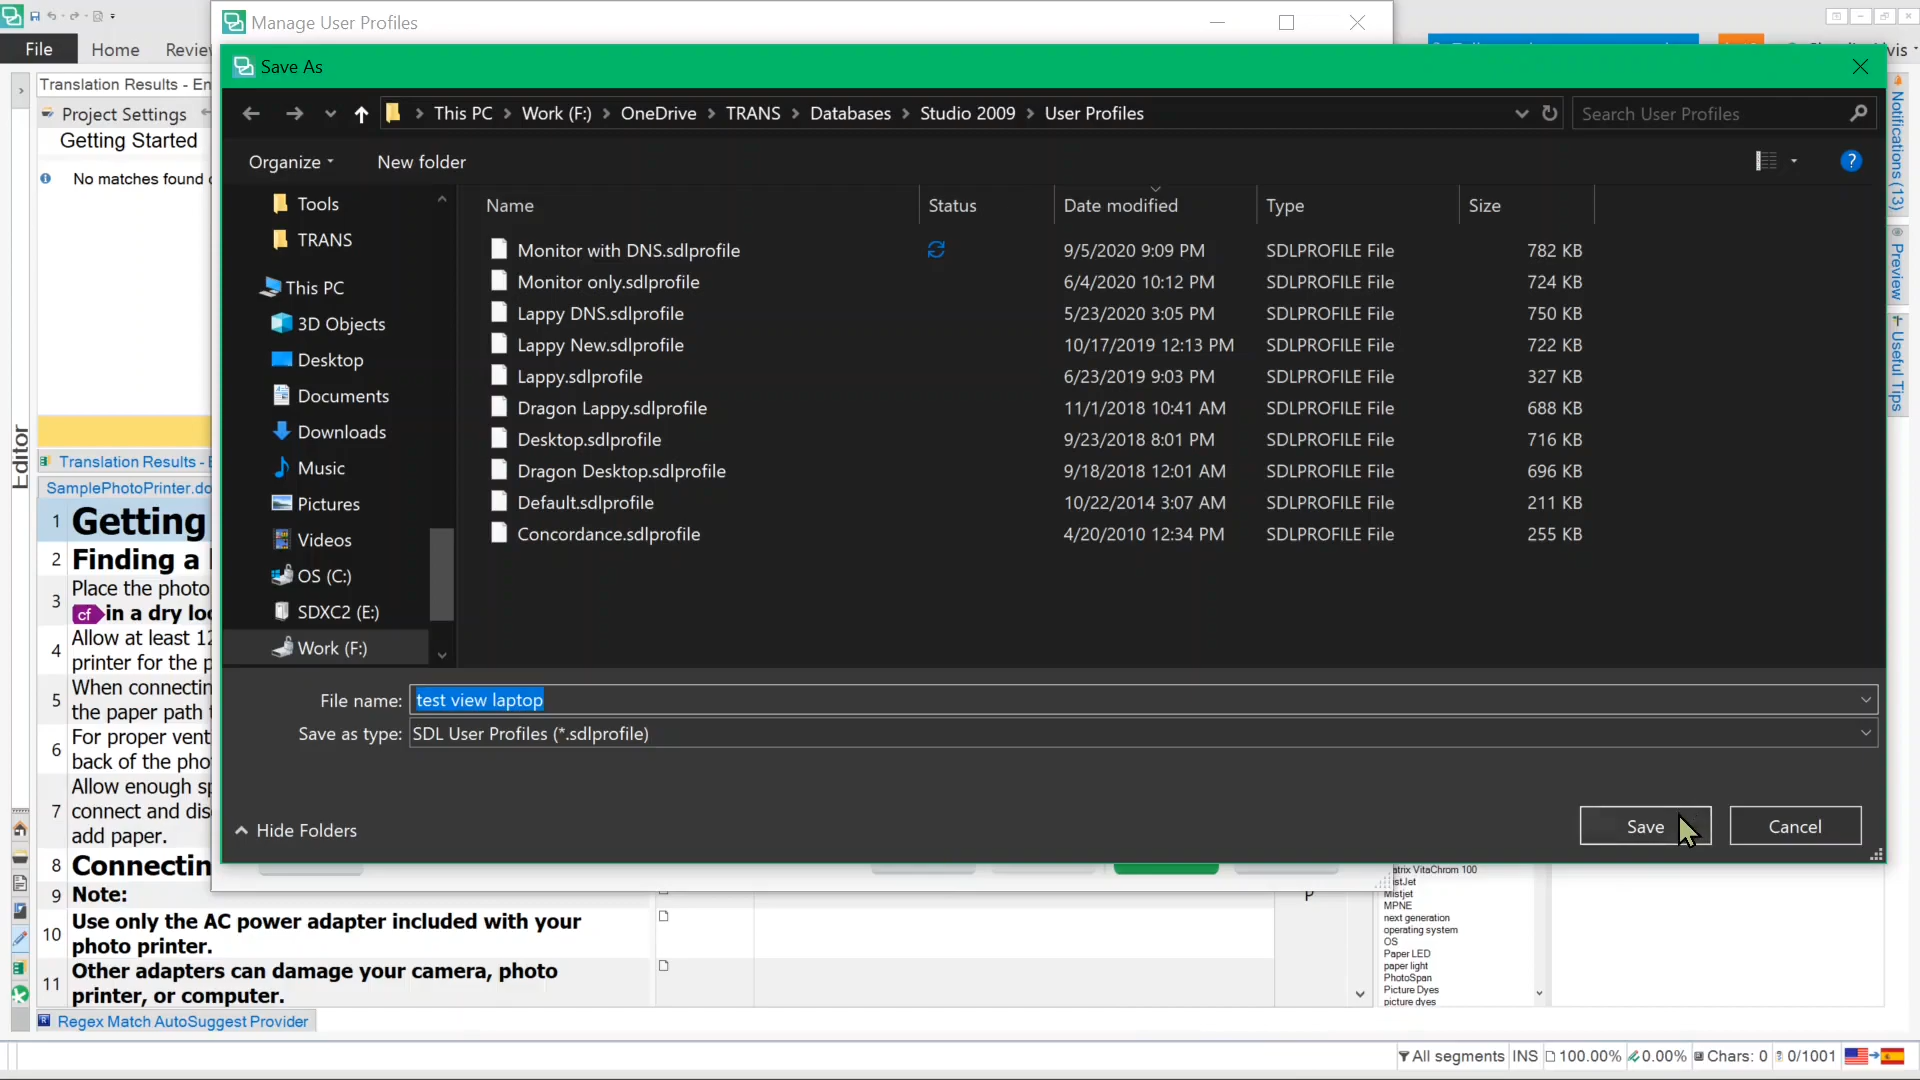 Manage User Profiles
File
Home
Review
Save As
This PC
Work (F:)
OneDrive
TRANS
Databases
Studio 2009
User Profiles
Search User Profiles
Organize
New folder
Translation Results - En
Project Settings
Getting Started
No matches found
Tools
TRANS
This PC
3D Objects
Desktop
Documents
Downloads
Music
Pictures
Videos
OS (C:)
SDXC2 (E:)
Work (F:)
Name Status Date modified Type Size
Monitor with DNS.sdlprofile 9/5/2020 9:09 PM SDLPROFILE File 782 KB
Monitor only.sdlprofile 6/4/2020 10:12 PM SDLPROFILE File 724 KB
Lappy DNS.sdlprofile 5/23/2020 3:05 PM SDLPROFILE File 750 KB
Lappy New.sdlprofile 10/17/2019 12:13 PM SDLPROFILE File 722 KB
Lappy.sdlprofile 6/23/2019 9:03 PM SDLPROFILE File 327 KB
Dragon Lappy.sdlprofile 11/1/2018 10:41 AM SDLPROFILE File 688 KB
Desktop.sdlprofile 9/23/2018 8:01 PM SDLPROFILE File 716 KB
Dragon Desktop.sdlprofile 9/18/2018 12:01 AM SDLPROFILE File 696 KB
Default.sdlprofile 10/22/2014 3:07 AM SDLPROFILE File 211 KB
Concordance.sdlprofile 4/20/2010 12:34 PM SDLPROFILE File 255 KB
File name: test view laptop
Save as type: SDL User Profiles (*.sdlprofile)
Hide Folders
Save
Cancel
Notifications (13)
Preview
Useful Tips
Editor
Translation Results -
SamplePhotoPrinter.do
1 Getting
2 Finding a
3 Place the photo
cf in a dry loc
4 Allow at least 12
printer for the p
5 When connectin
the paper path
6 For proper vent
back of the pho
7 Allow enough sp
connect and dis
add paper.
8 Connectin
9 Note:
10 Use only the AC power adapter included with your
photo printer.
11 Other adapters can damage your camera, photo
printer, or computer.
P
atrix VitaChrom 100
istJet
Mistjet
MPNE
next generation
operating system
OS
Paper LED
paper light
PhotoSpan
Picture Dyes
picture dyes
Regex Match AutoSuggest Provider
All segments INS 100.00% 0.00% Chars: 0 0/1001